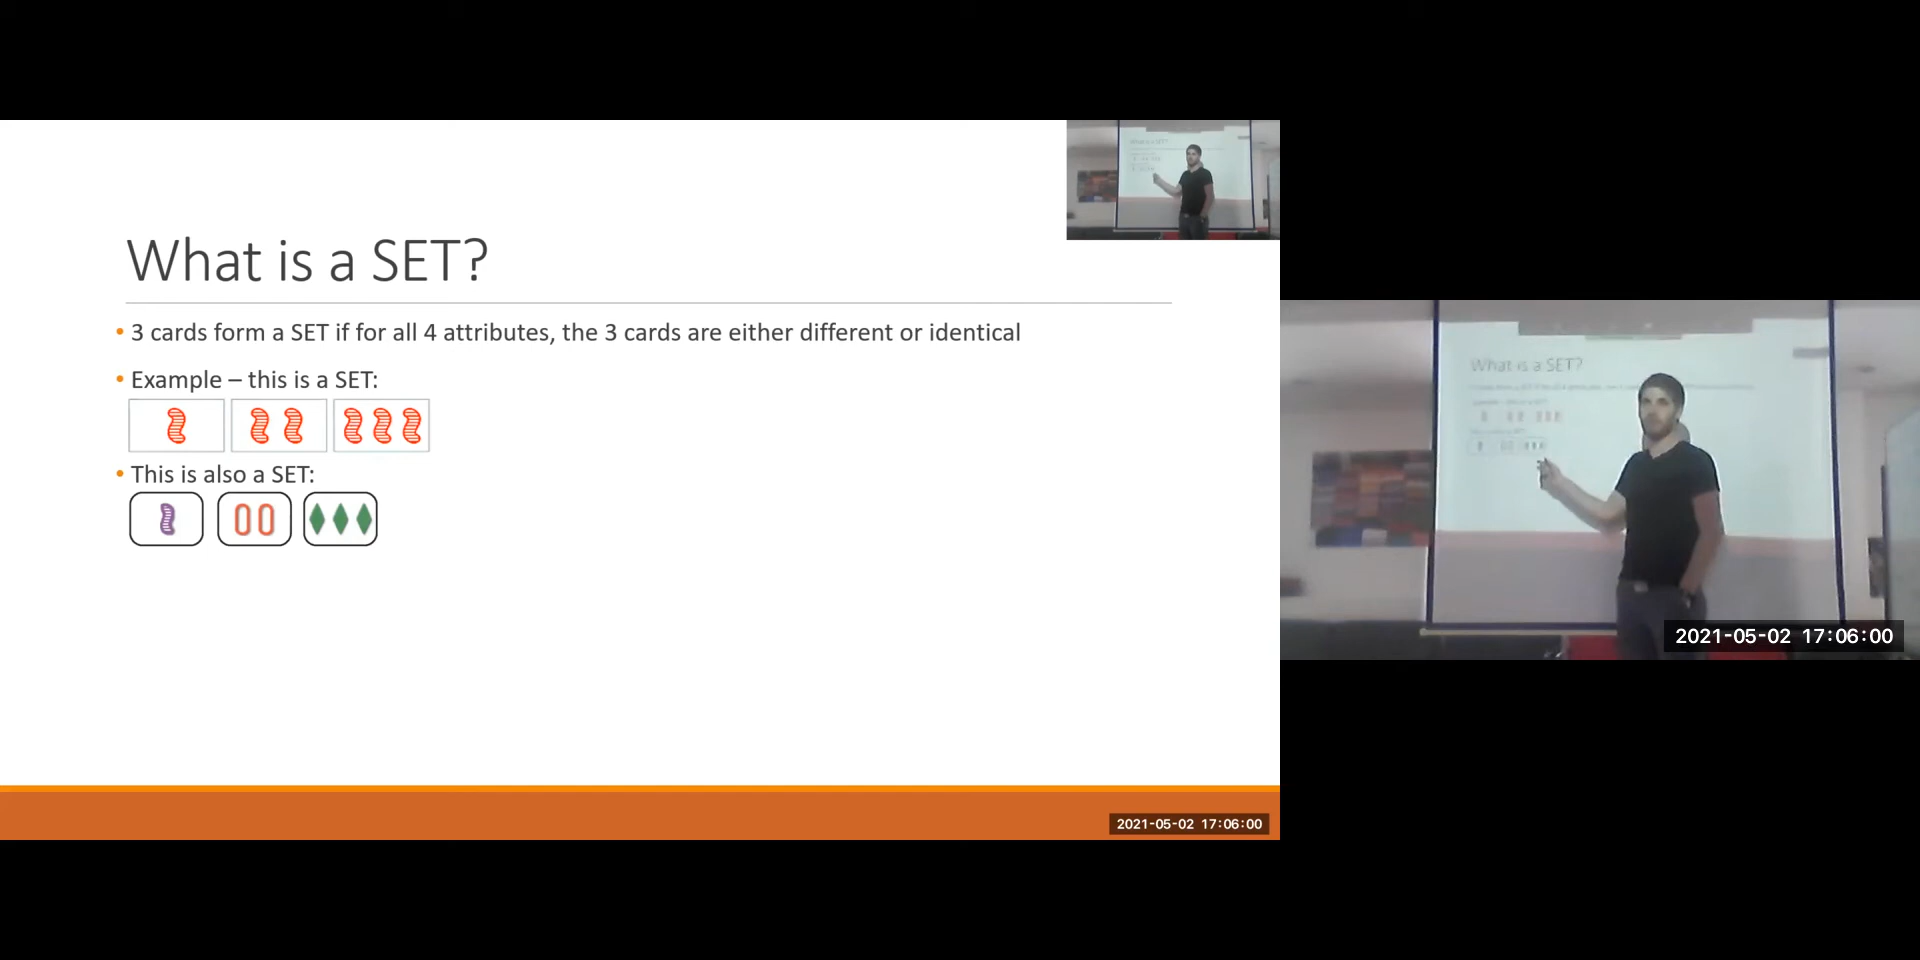 What is a SET?
• 3 cards form a SET if for all 4 attributes, the 3 cards are either different or identical
• Example – this is a SET:
• This is also a SET:
2021-05-02 17:06:00
What is a SET?
2021-05-02 17:06:00